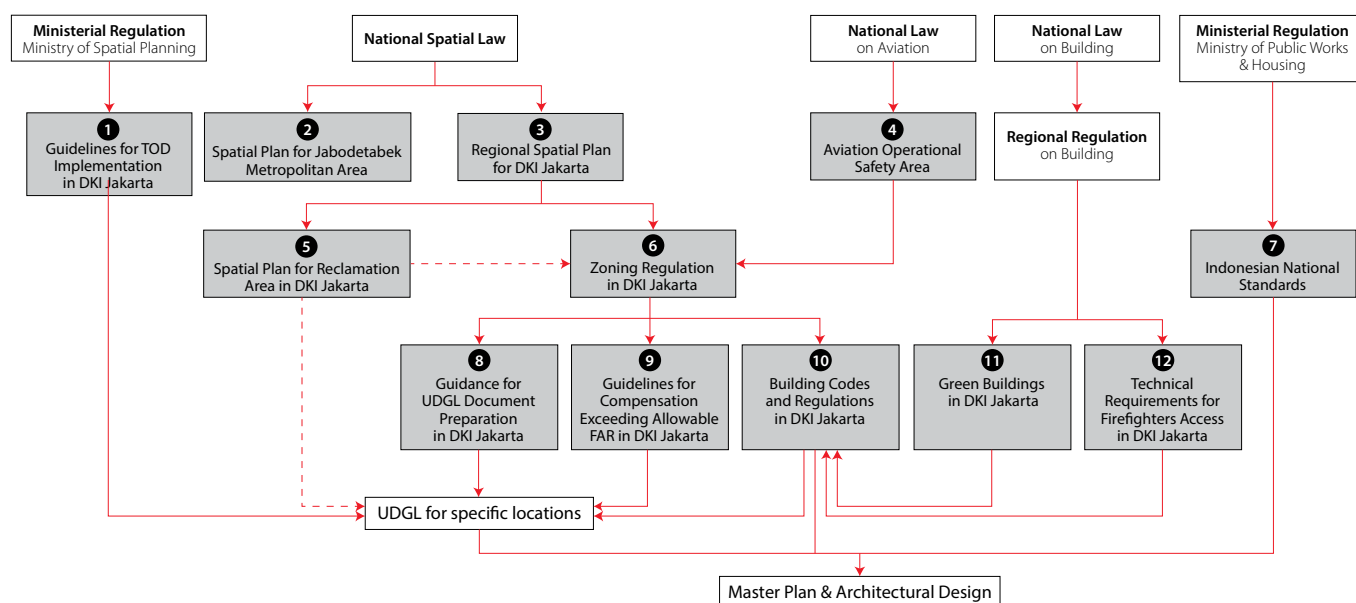 Ministerial Regulation
Ministry of Spatial Planning
National Spatial Law
National Law
on Aviation
National Law
on Building
Ministerial Regulation
Ministry of Public Works
& Housing
1
Guidelines for TOD
Implementation
in DKI Jakarta
2
Spatial Plan for Jabodetabek
Metropolitan Area
3
Regional Spatial Plan
for DKI Jakarta
4
Aviation Operational
Safety Area
Regional Regulation
on Building
5
Spatial Plan for Reclamation
Area in DKI Jakarta
6
Zoning Regulation
in DKI Jakarta
7
Indonesian National
Standards
8
Guidance for
UDGL Document
Preparation
in DKI Jakarta
9
Guidelines for
Compensation
Exceeding Allowable
FAR in DKI Jakarta
10
Building Codes
and Regulations
in DKI Jakarta
11
Green Buildings
in DKI Jakarta
12
Technical
Requirements for
Firefighters Access
in DKI Jakarta
UDGL for specific locations
Master Plan & Architectural Design